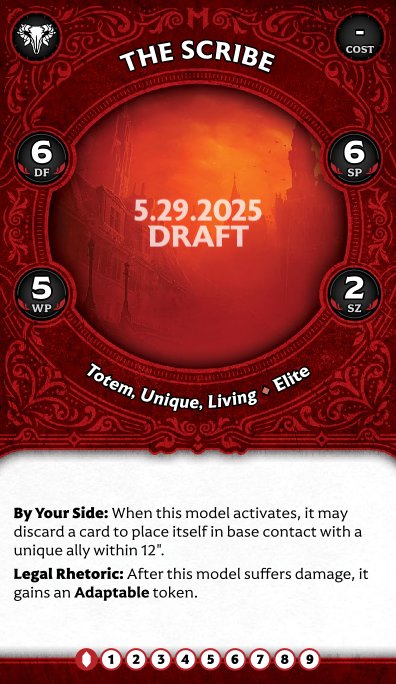 -
COST
THE SCRIBE
6
DF
6
SP
5.29.2025
DRAFT
5
WP
2
SZ
Totem, Unique, Living ♦ Elite
By Your Side: When this model activates, it may
discard a card to place itself in base contact with a
unique ally within 12".
Legal Rhetoric: After this model suffers damage, it
gains an Adaptable token.
1 2 3 4 5 6 7 8 9